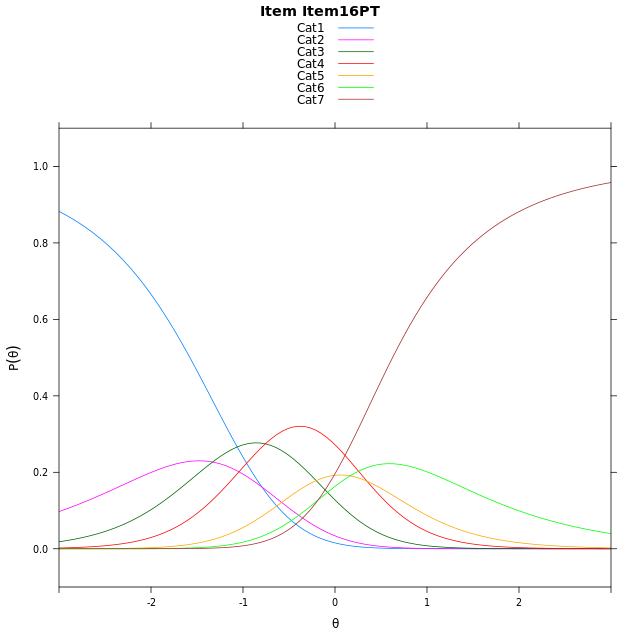 Item Item16PT
Cat1
Cat2
Cat3
Cat4
Cat5
Cat6
Cat7
1.0
0.8
0.6
0.4
0.2
0.0
P(θ)
-2
-1
0
1
2
θ